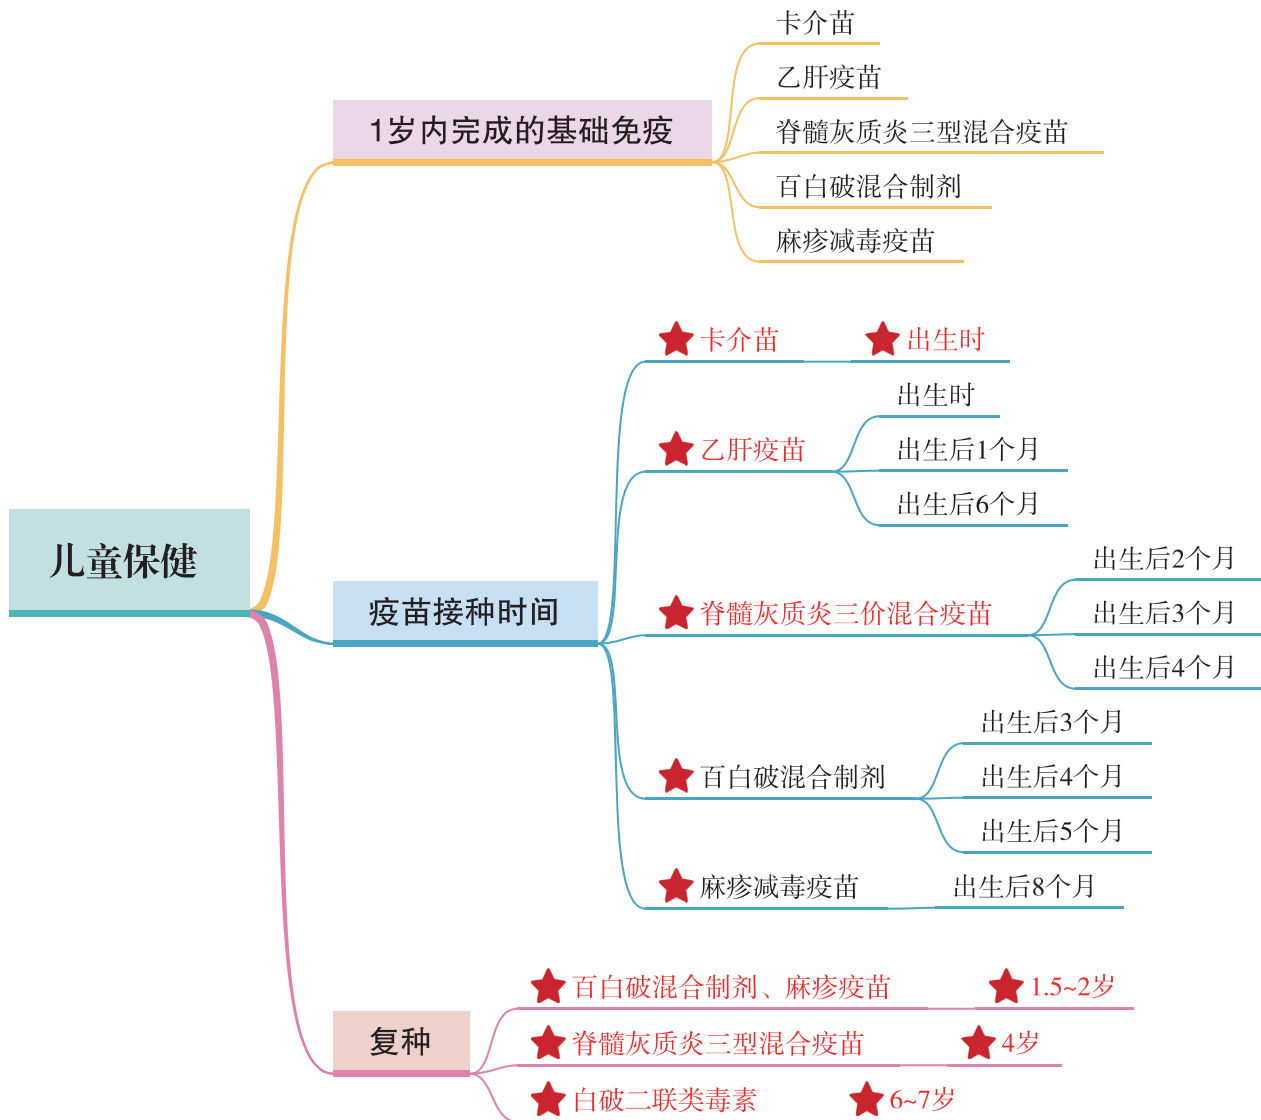 儿童保健
1岁内完成的基础免疫
卡介苗
乙肝疫苗
脊髓灰质炎三型混合疫苗
百白破混合制剂
麻疹减毒疫苗
疫苗接种时间
卡介苗
出生时
乙肝疫苗
出生时
出生后1个月
出生后6个月
脊髓灰质炎三价混合疫苗
出生后2个月
出生后3个月
出生后4个月
百白破混合制剂
出生后3个月
出生后4个月
出生后5个月
麻疹减毒疫苗
出生后8个月
复种
百白破混合制剂、麻疹疫苗
1.5~2岁
脊髓灰质炎三型混合疫苗
4岁
白破二联类毒素
6~7岁